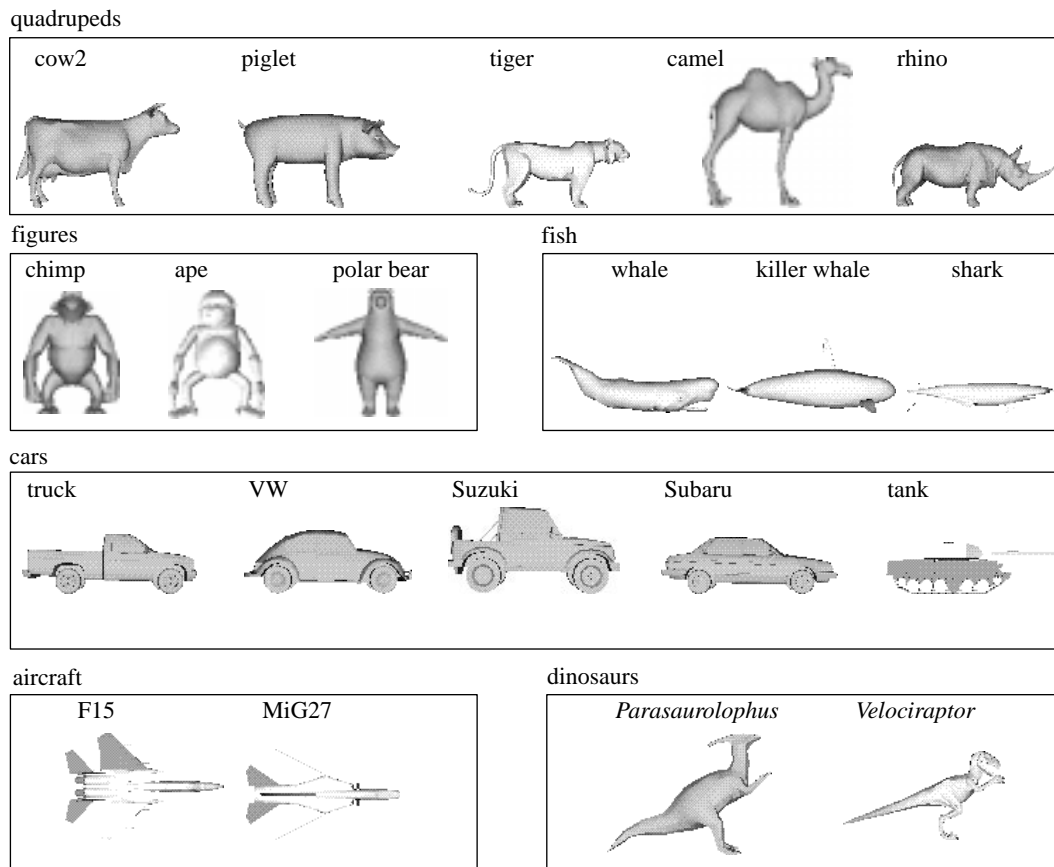 quadrupeds
cow2 piglet tiger camel rhino
figures
chimp ape polar bear
fish
whale killer whale shark
cars
truck VW Suzuki Subaru tank
aircraft
F15 MiG27
dinosaurs
Parasaurolophus Velociraptor